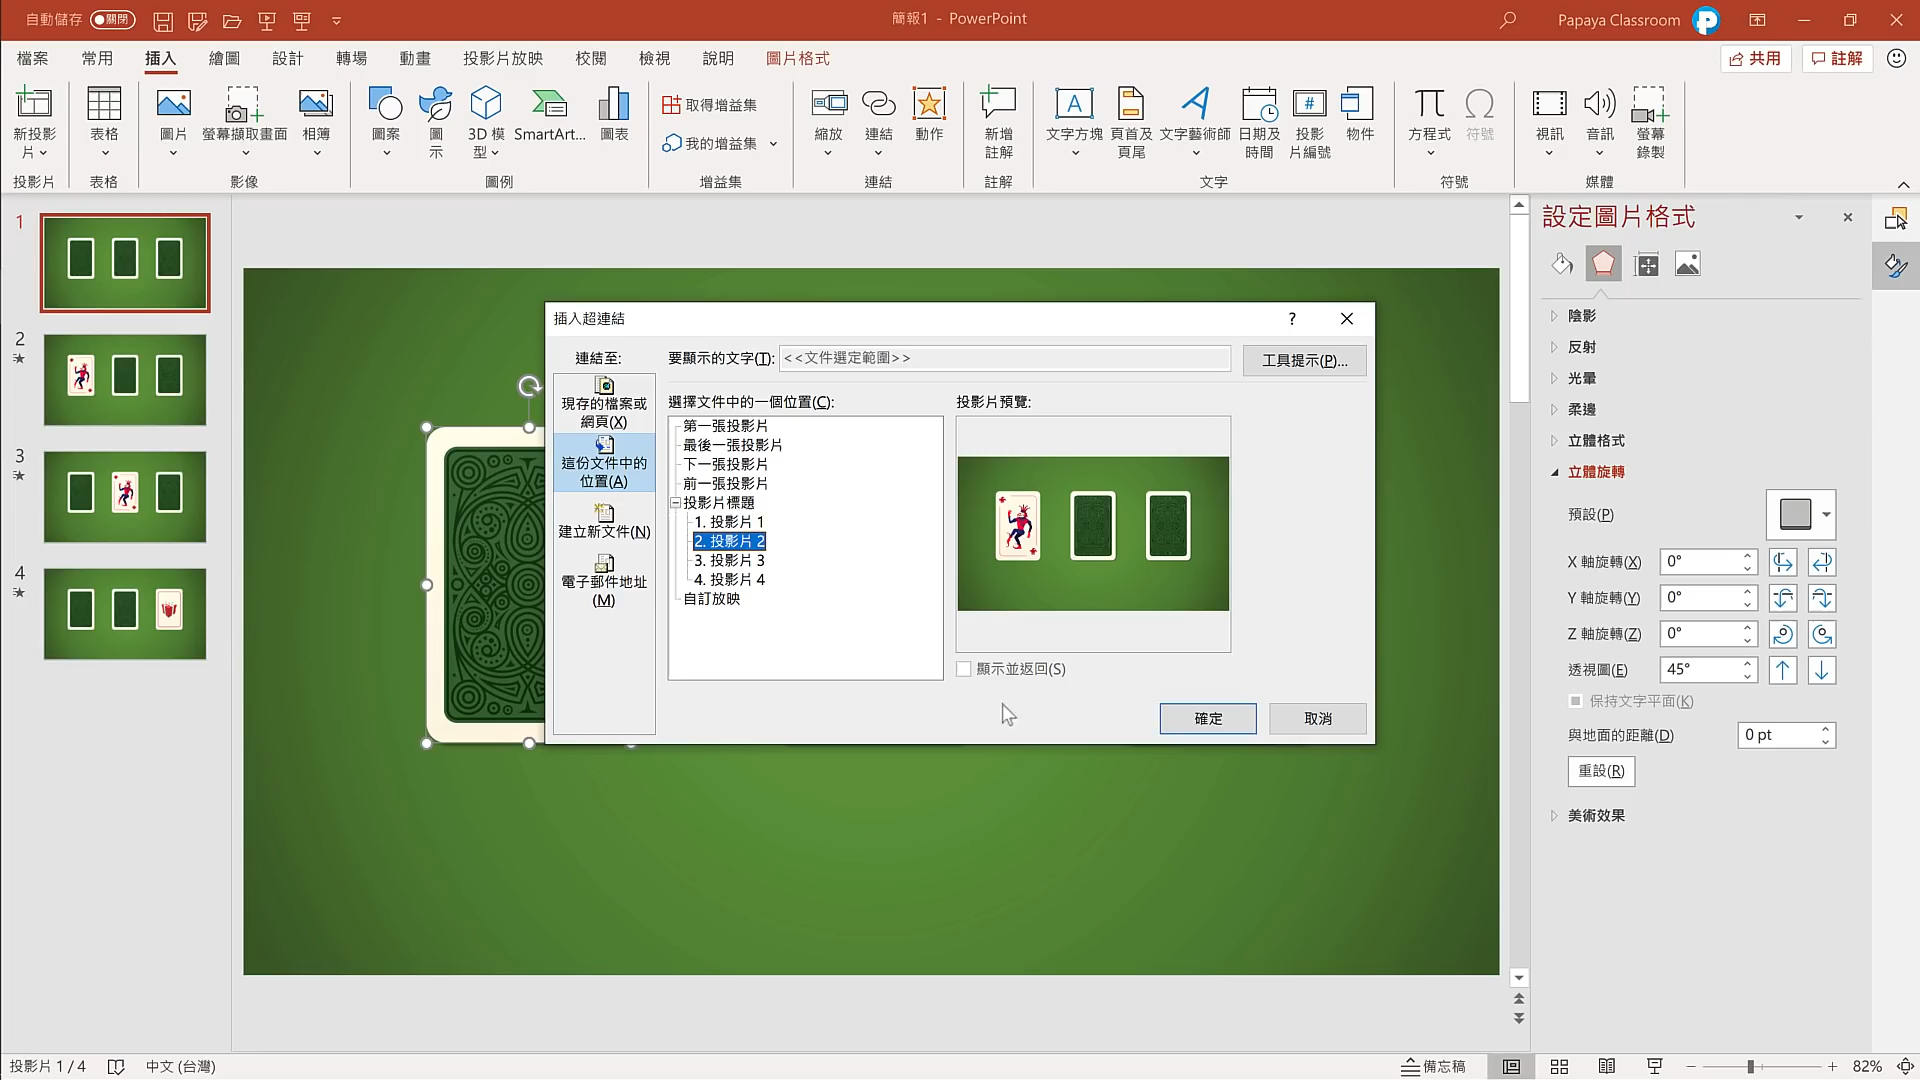 自動儲存 關閉 簡報1 - PowerPoint Papaya Classroom
檔案 常用 插入 繪圖 設計 轉場 動畫 投影片放映 校閱 檢視 說明 圖片格式 共用 註解
新投影片 表格 圖片 螢幕擷取畫面 相簿 圖案 圖示 3D 模型 SmartArt... 圖表 取得增益集 我的增益集 縮放 連結 動作 新增註解 文字方塊 頁首及頁尾 文字藝術師 日期及時間 投影片編號 物件 方程式 符號 視訊 音訊 螢幕錄製
投影片 表格 影像 圖例 增益集 連結 註解 文字 符號 媒體
1
2
3
4
插入超連結
?
連結至:
要顯示的文字(T): <<文件選定範圍>>
工具提示(P)...
現存的檔案或
網頁(X)
這份文件中的
位置(A)
建立新文件(N)
電子郵件地址
(M)
選擇文件中的一個位置(C):
第一張投影片
最後一張投影片
下一張投影片
前一張投影片
投影片標題
1. 投影片 1
2. 投影片 2
3. 投影片 3
4. 投影片 4
自訂放映
投影片預覽:
顯示並返回(S)
確定
取消
設定圖片格式
陰影
反射
光暈
柔邊
立體格式
立體旋轉
預設(P)
X 軸旋轉(X) 0°
Y 軸旋轉(Y) 0°
Z 軸旋轉(Z) 0°
透視圖(E) 45°
保持文字平面(K)
與地面的距離(D) 0 pt
重設(R)
美術效果
投影片 1 / 4 中文 (台灣) 備忘稿 82%